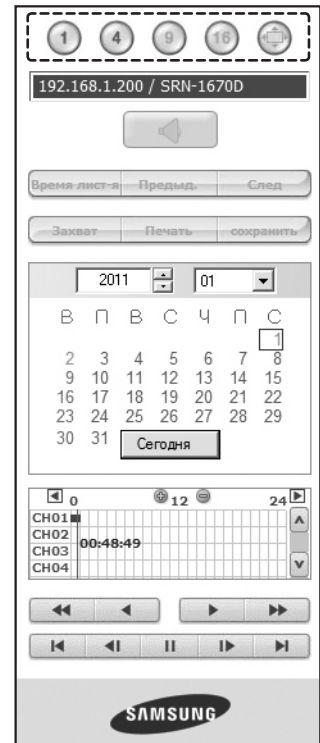 1 4 9 16
192.168.1.200 / SRN-1670D
Время лист-я Предыд. След
Захват Печать сохранить
2011 01
В П В С Ч П С
1
2 3 4 5 6 7 8
9 10 11 12 13 14 15
16 17 18 19 20 21 22
23 24 25 26 27 28 29
30 31 Сегодня
0 12 24
CH01
CH02
00:48:49
CH03
CH04
SAMSUNG